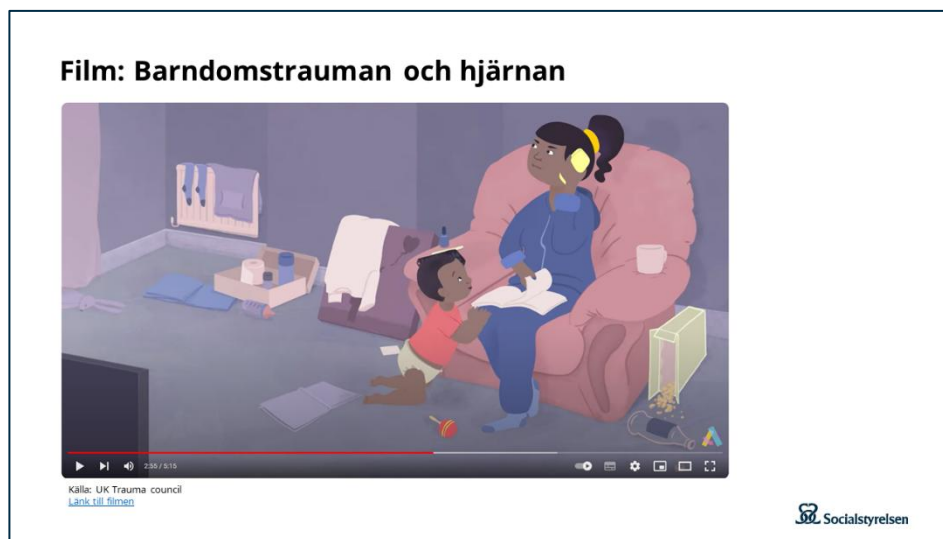 Film: Barndomstrauman och hjärnan
2:55 / 5:15
Källa: UK Trauma council
Länk till filmen
Socialstyrelsen